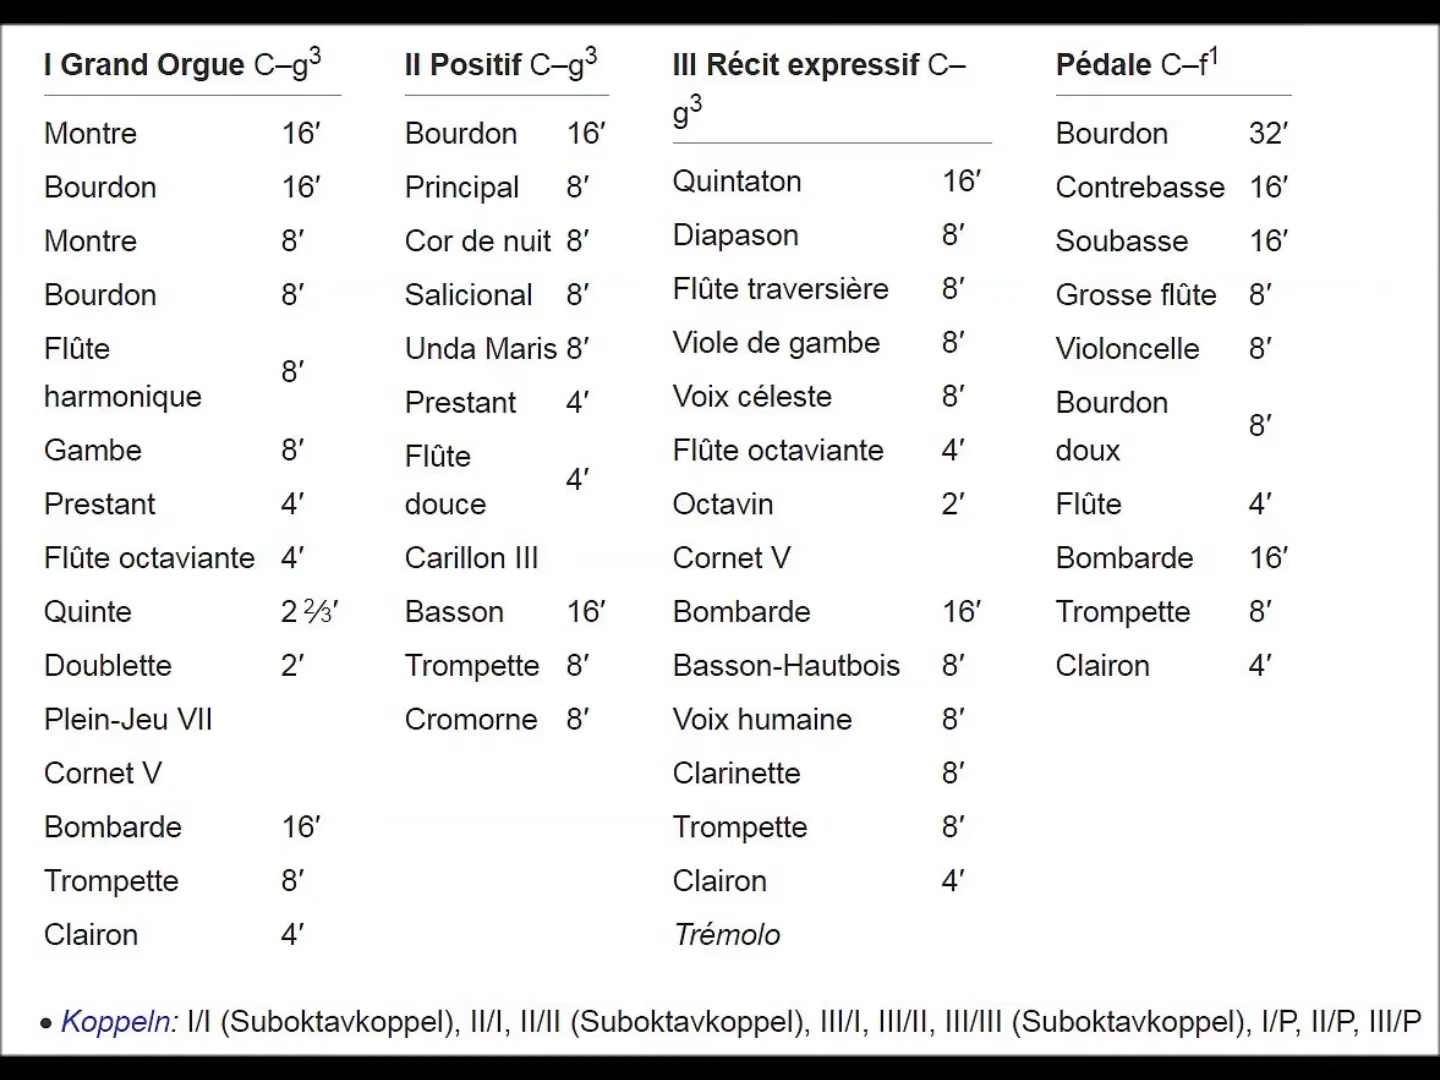 I Grand Orgue C–g3
Montre 16′
Bourdon 16′
Montre 8′
Bourdon 8′
Flûte
harmonique 8′
Gambe 8′
Prestant 4′
Flûte octaviante 4′
Quinte 2 2⁄3′
Doublette 2′
Plein-Jeu VII
Cornet V
Bombarde 16′
Trompette 8′
Clairon 4′
II Positif C–g3
Bourdon 16′
Principal 8′
Cor de nuit 8′
Salicional 8′
Unda Maris 8′
Prestant 4′
Flûte
douce 4′
Carillon III
Basson 16′
Trompette 8′
Cromorne 8′
III Récit expressif C–
g3
Quintaton 16′
Diapason 8′
Flûte traversière 8′
Viole de gambe 8′
Voix céleste 8′
Flûte octaviante 4′
Octavin 2′
Cornet V
Bombarde 16′
Basson-Hautbois 8′
Voix humaine 8′
Clarinette 8′
Trompette 8′
Clairon 4′
Trémolo
Pédale C–f1
Bourdon 32′
Contrebasse 16′
Soubasse 16′
Grosse flûte 8′
Violoncelle 8′
Bourdon
doux 8′
Flûte 4′
Bombarde 16′
Trompette 8′
Clairon 4′
• Koppeln: I/I (Suboktavkoppel), II/I, II/II (Suboktavkoppel), III/I, III/II, III/III (Suboktavkoppel), I/P, II/P, III/P